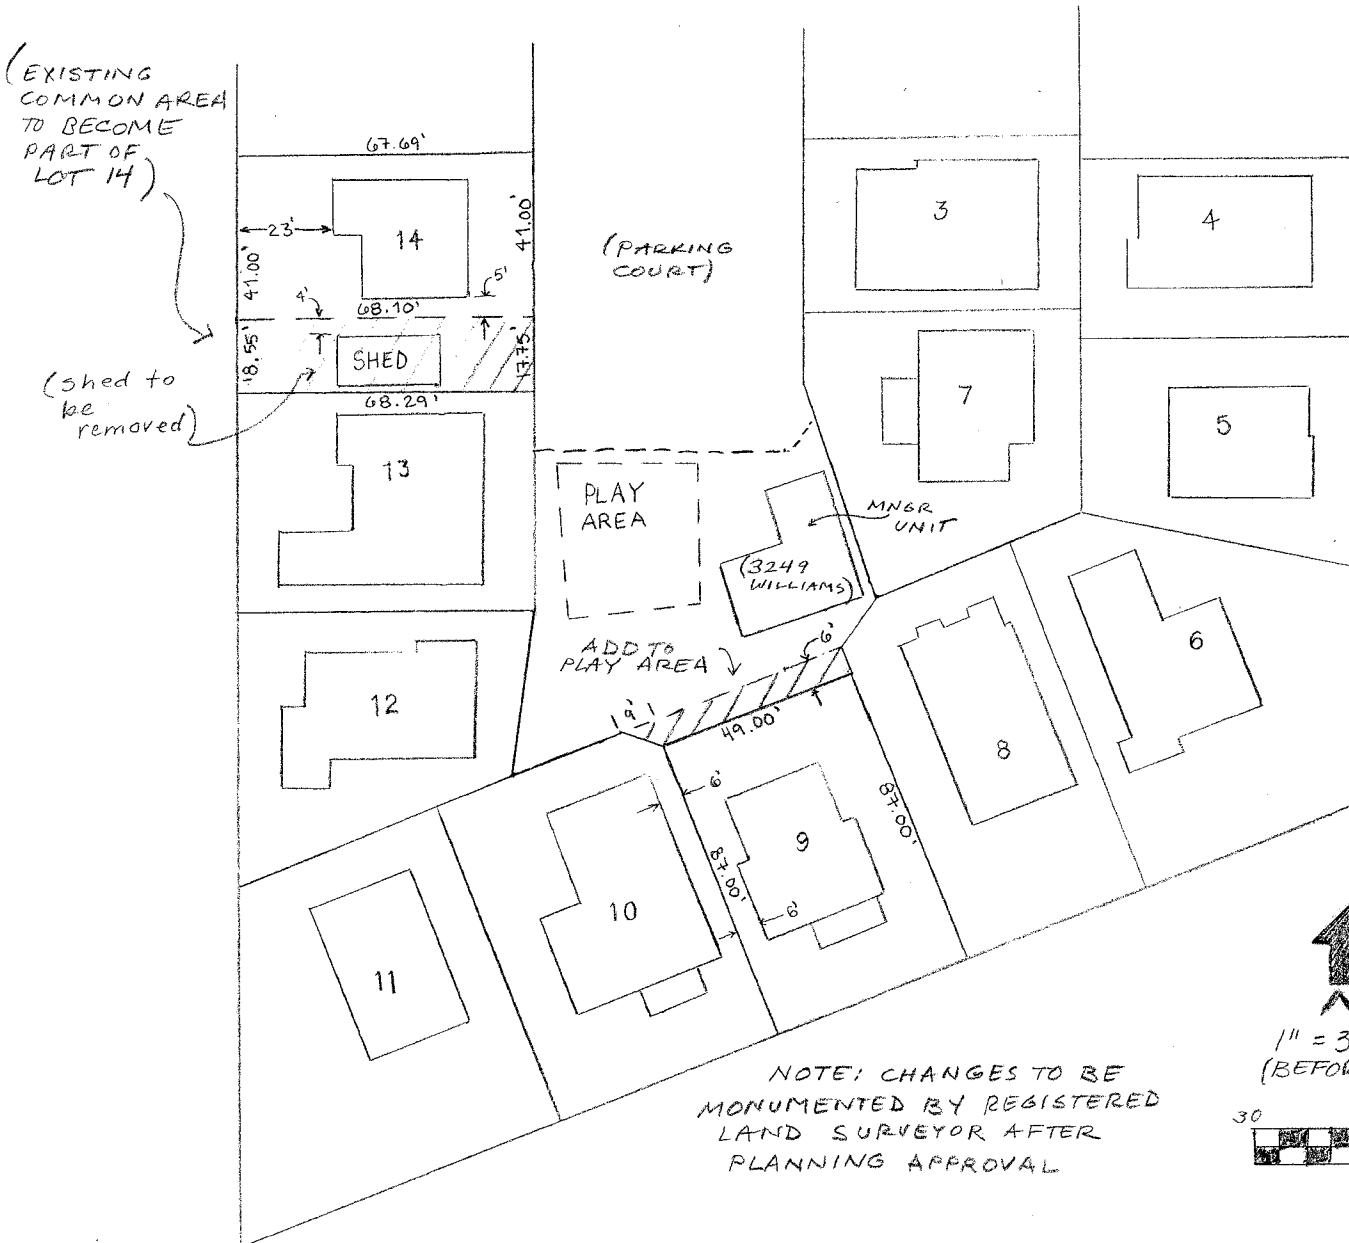 (EXISTING
COMMON AREA
TO BECOME
PART OF
LOT 14)
67.69'
23'
14
41.00'
41.00'
5'
4'
68.10'
18.55'
SHED
17.75'
68.29'
(shed to
be
removed)
13
(PARKING
COURT)
3
4
7
5
PLAY
AREA
MNGR
UNIT
(3249
WILLIAMS)
ADD TO
PLAY AREA
6'
9'
49.00'
12
6
8
6'
87.00'
87.00'
9
6'
10
11
1" = 3
(BEFOR
30
NOTE: CHANGES TO BE
MONUMENTED BY REGISTERED
LAND SURVEYOR AFTER
PLANNING APPROVAL